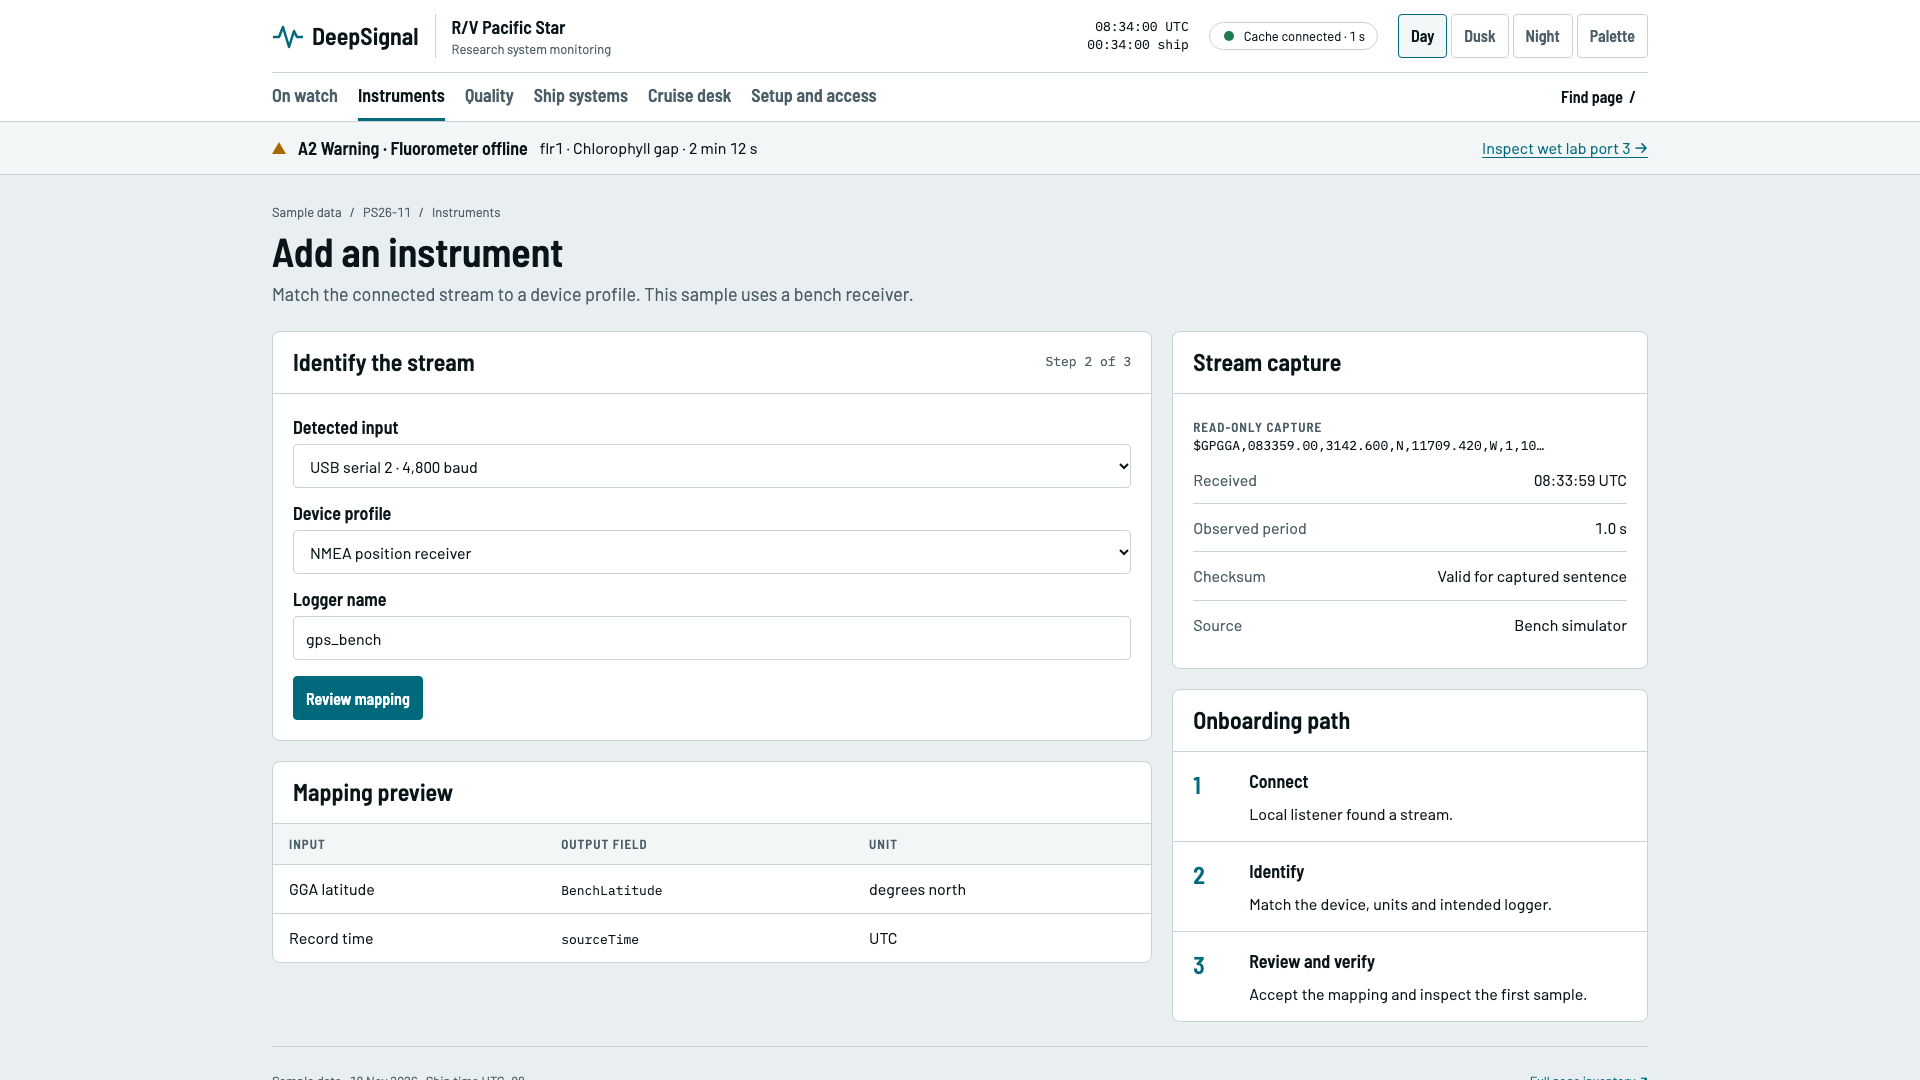 DeepSignal
R/V Pacific Star
Research system monitoring
08:34:00 UTC
00:34:00 ship
Cache connected · 1 s
Day
Dusk
Night
Palette
On watch
Instruments
Quality
Ship systems
Cruise desk
Setup and access
Find page /
A2 Warning · Fluorometer offline flr1 · Chlorophyll gap · 2 min 12 s
Inspect wet lab port 3 →
Sample data / PS26-11 / Instruments
Add an instrument
Match the connected stream to a device profile. This sample uses a bench receiver.
Identify the stream
Step 2 of 3
Detected input
USB serial 2 · 4,800 baud
Device profile
NMEA position receiver
Logger name
gps_bench
Review mapping
Mapping preview
INPUT OUTPUT FIELD UNIT
GGA latitude BenchLatitude degrees north
Record time sourceTime UTC
Stream capture
READ-ONLY CAPTURE
$GPGGA,083359.00,3142.600,N,11709.420,W,1,10…
Received 08:33:59 UTC
Observed period 1.0 s
Checksum Valid for captured sentence
Source Bench simulator
Onboarding path
1 Connect
Local listener found a stream.
2 Identify
Match the device, units and intended logger.
3 Review and verify
Accept the mapping and inspect the first sample.